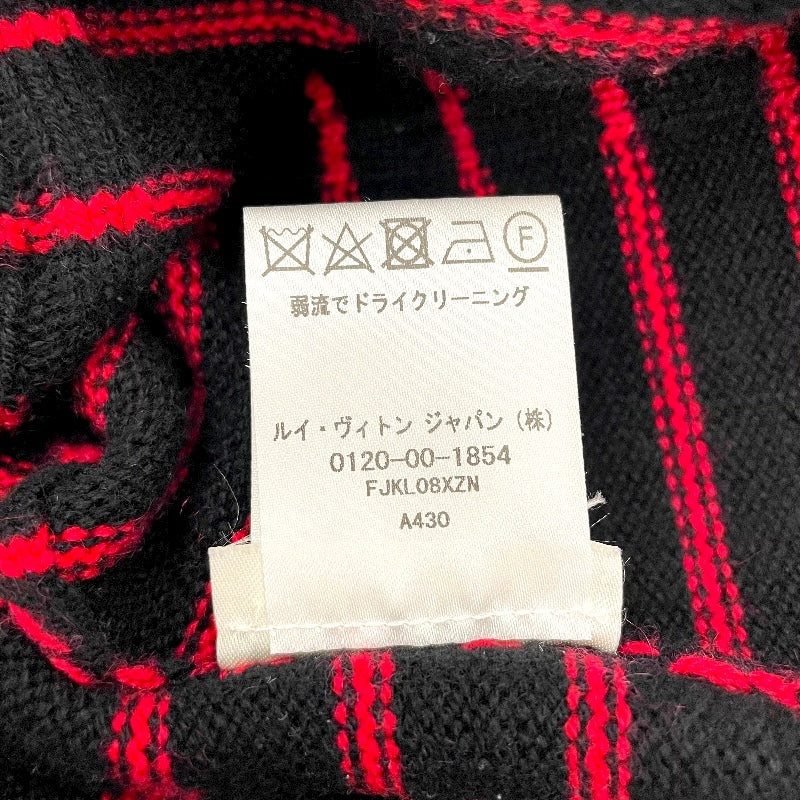 F
弱流でドライクリーニング
ルイ・ヴィトン ジャパン (株)
0120-00-1854
FJKL08XZN
A430